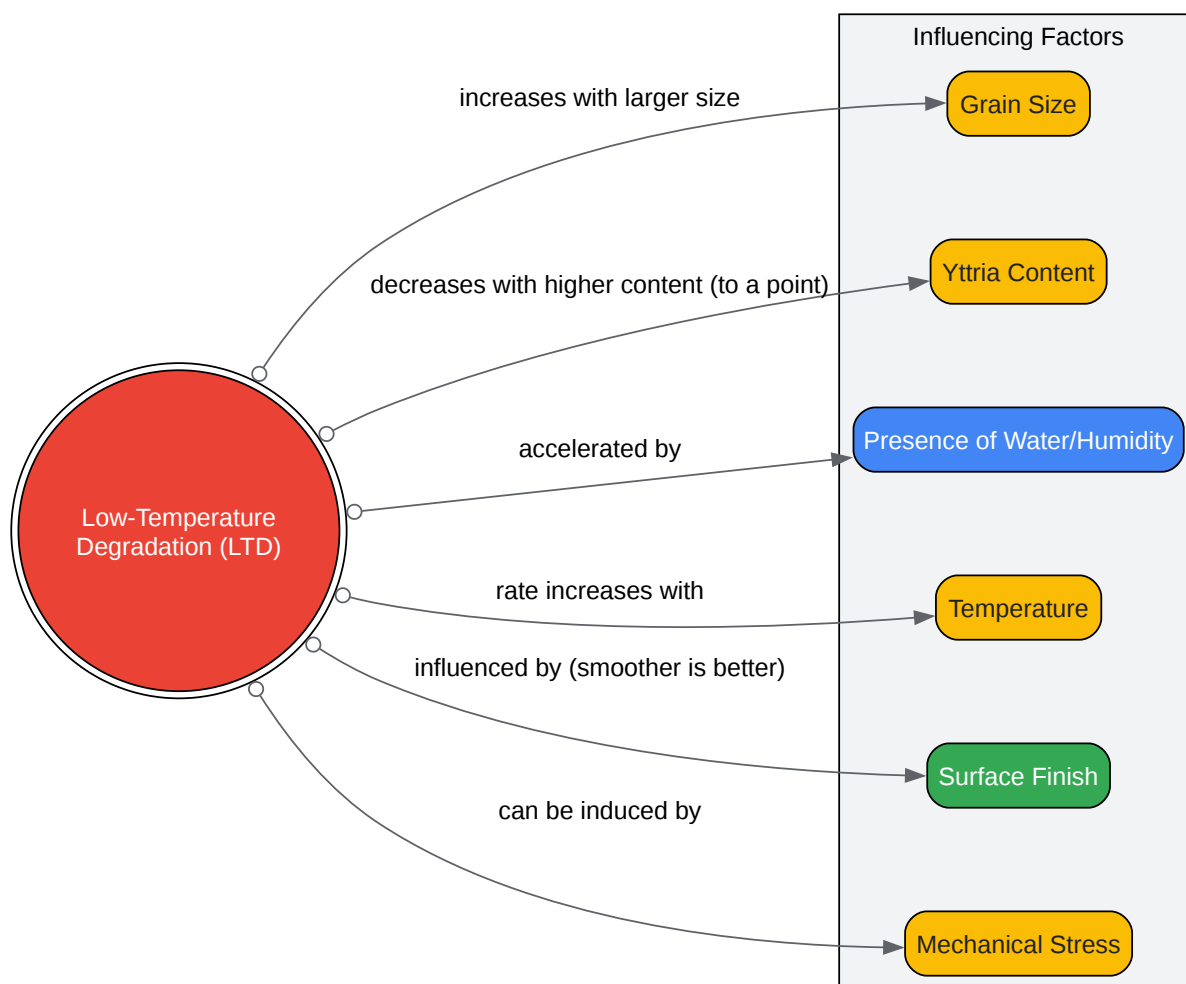 Influencing Factors
increases with larger size
Grain Size
decreases with higher content (to a point)
Yttria Content
accelerated by
Presence of Water/Humidity
Low-Temperature
Degradation (LTD)
rate increases with
Temperature
influenced by (smoother is better)
Surface Finish
can be induced by
Mechanical Stress